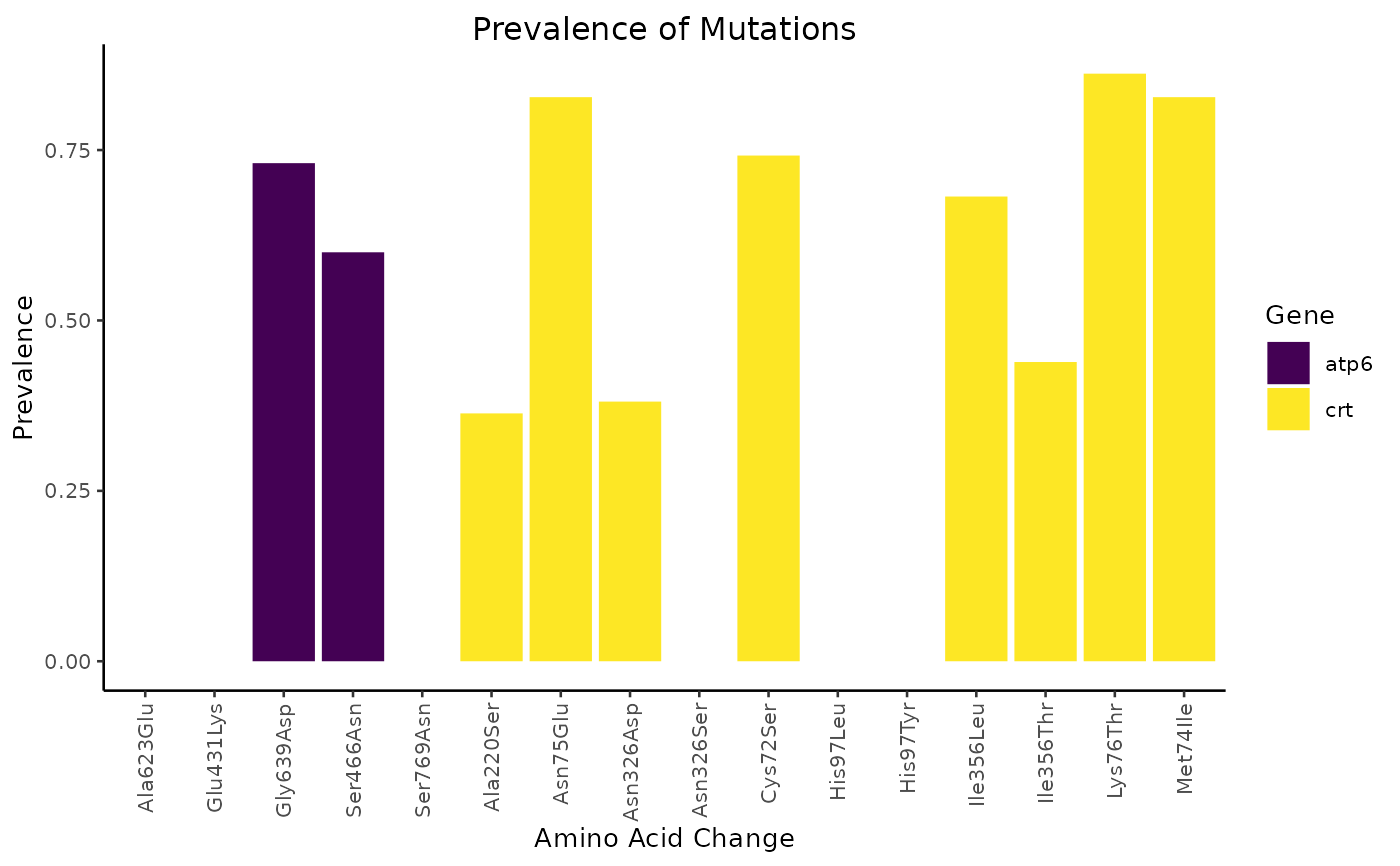 Prevalence of Mutations
Prevalence
0.75
0.50
0.25
0.00
Ala623Glu
Glu431Lys
Gly639Asp
Ser466Asn
Ser769Asn
Ala220Ser
Asn75Glu
Asn326Asp
Asn326Ser
Cys72Ser
His97Leu
His97Tyr
Ile356Leu
Ile356Thr
Lys76Thr
Met74Ile
Amino Acid Change
Gene
atp6
crt